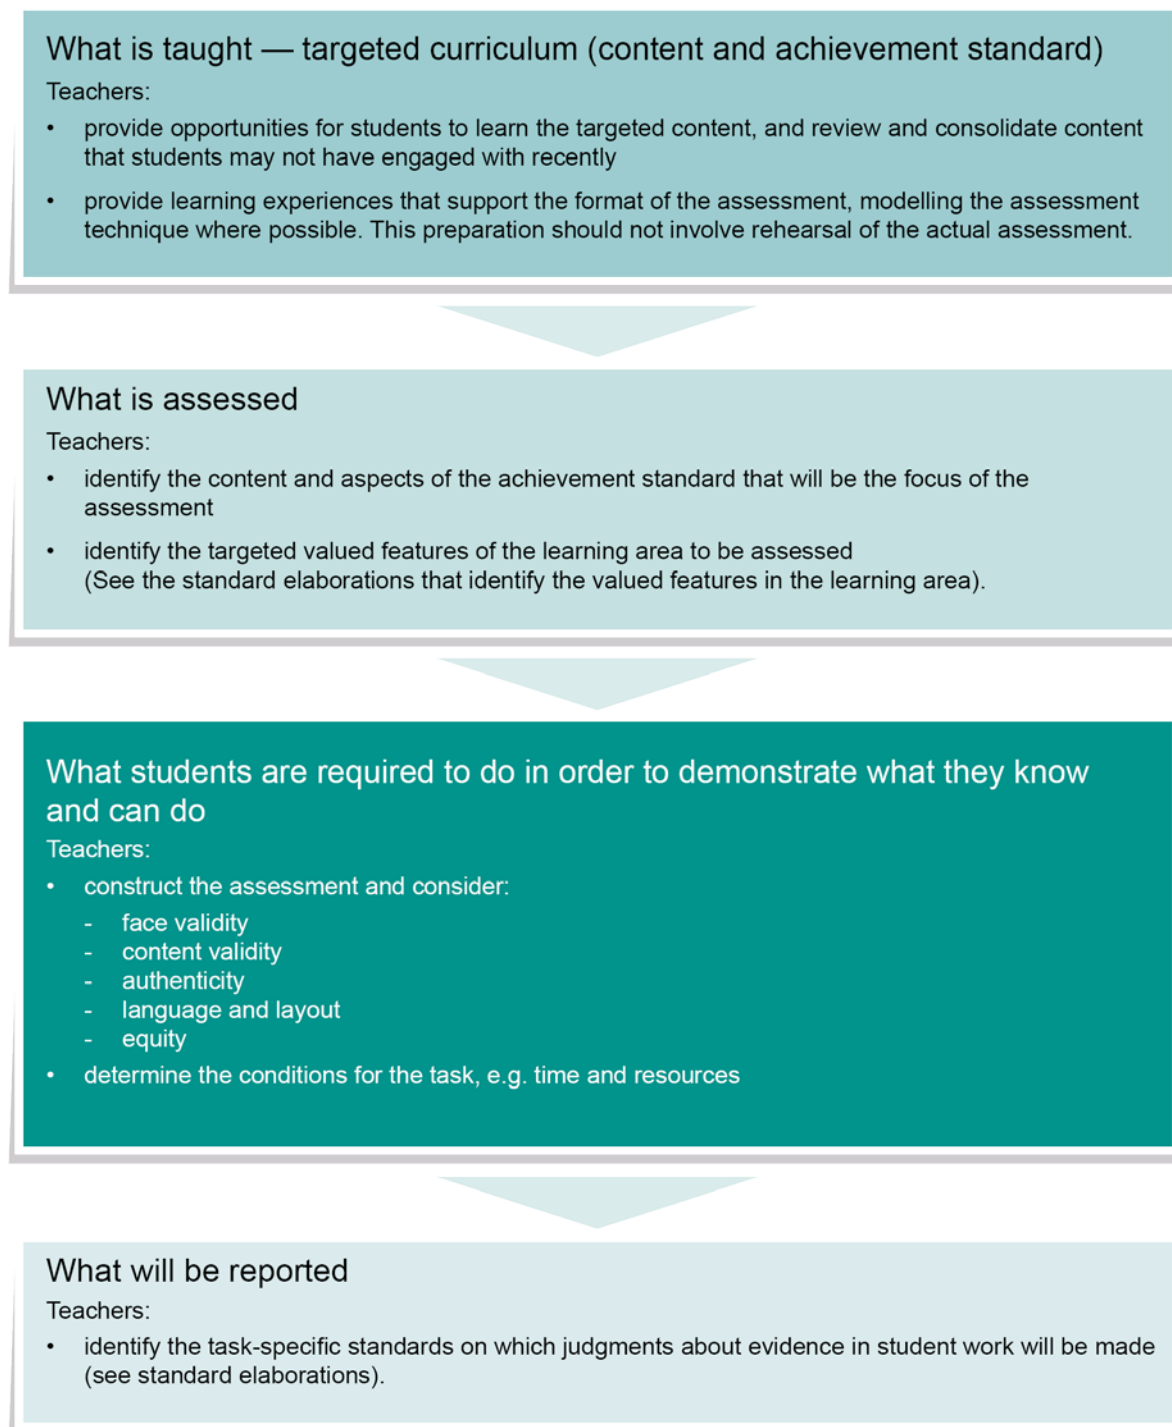 What is taught — targeted curriculum (content and achievement standard)
Teachers:
• provide opportunities for students to learn the targeted content, and review and consolidate content
that students may not have engaged with recently
• provide learning experiences that support the format of the assessment, modelling the assessment
technique where possible. This preparation should not involve rehearsal of the actual assessment.
What is assessed
Teachers:
• identify the content and aspects of the achievement standard that will be the focus of the
assessment
• identify the targeted valued features of the learning area to be assessed
(See the standard elaborations that identify the valued features in the learning area).
What students are required to do in order to demonstrate what they know
and can do
Teachers:
• construct the assessment and consider:
- face validity
- content validity
- authenticity
- language and layout
- equity
• determine the conditions for the task, e.g. time and resources
What will be reported
Teachers:
• identify the task-specific standards on which judgments about evidence in student work will be made
(see standard elaborations).